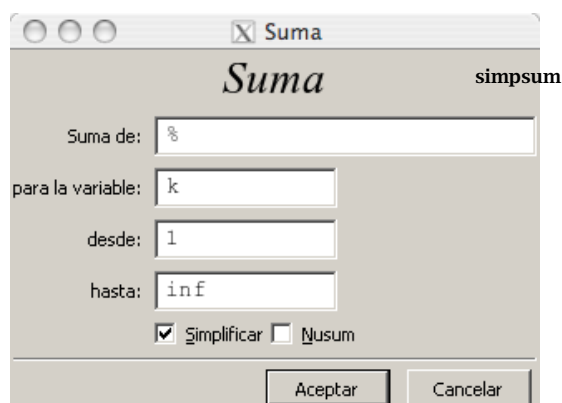 Suma
Suma
simpsum
Suma de: %
para la variable: k
desde: 1
hasta: inf
Simplificar Nusum
Aceptar Cancelar